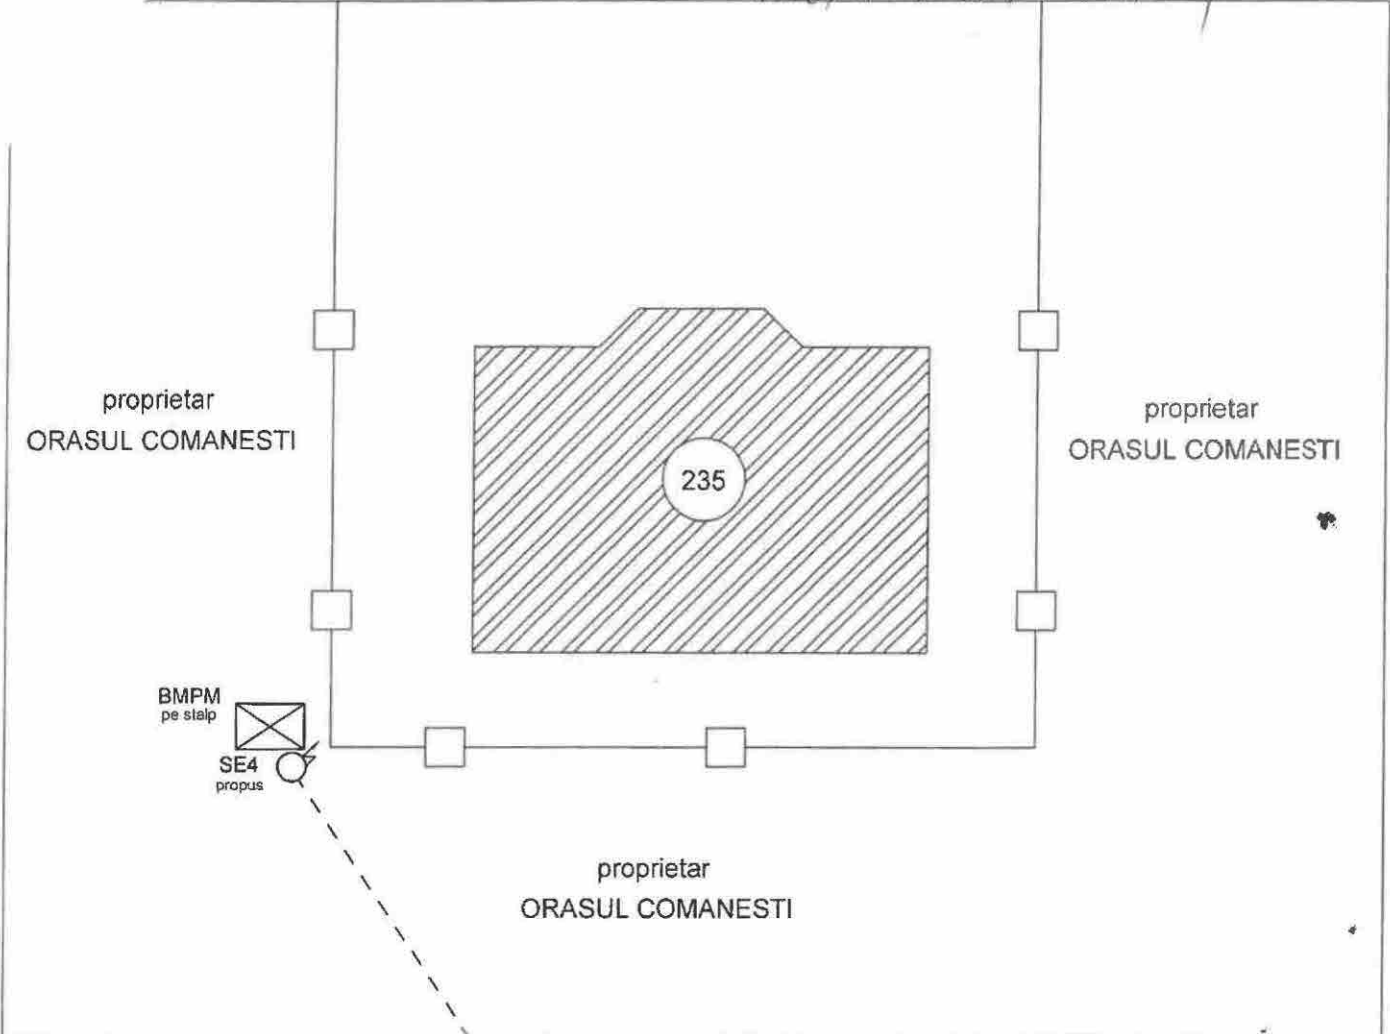 proprietar
ORASUL COMANESTI
proprietar
ORASUL COMANESTI
235
BMPM
pe stalp
SE4
propus
proprietar
ORASUL COMANESTI